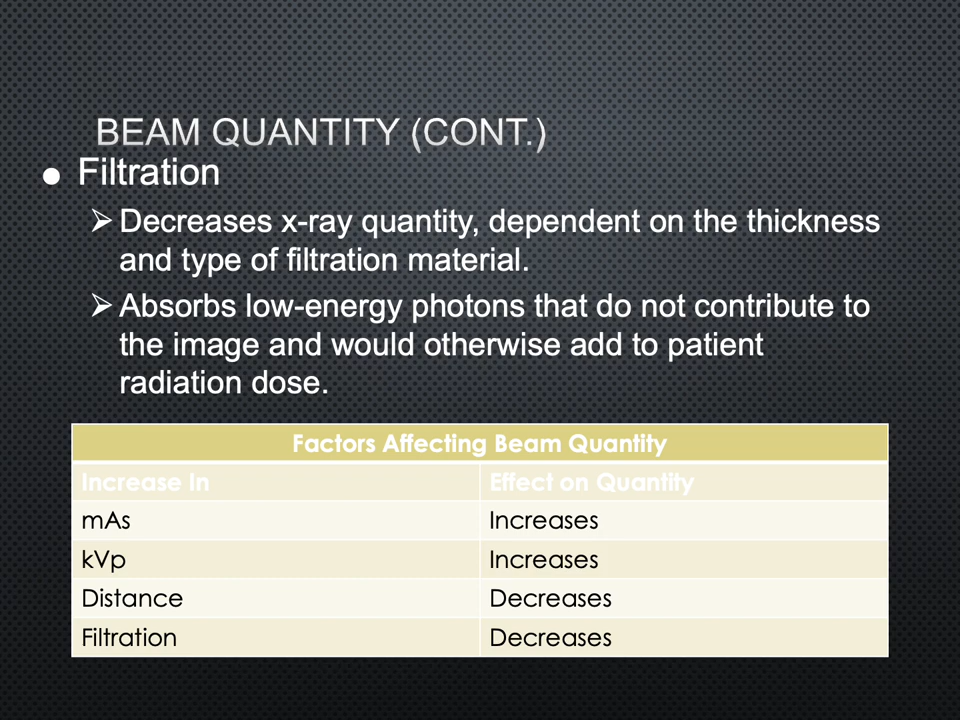 BEAM QUANTITY (CONT.)
● Filtration
➢ Decreases x-ray quantity, dependent on the thickness
and type of filtration material.
➢ Absorbs low-energy photons that do not contribute to
the image and would otherwise add to patient
radiation dose.
Factors Affecting Beam Quantity
Increase In Effect on Quantity
mAs Increases
kVp Increases
Distance Decreases
Filtration Decreases